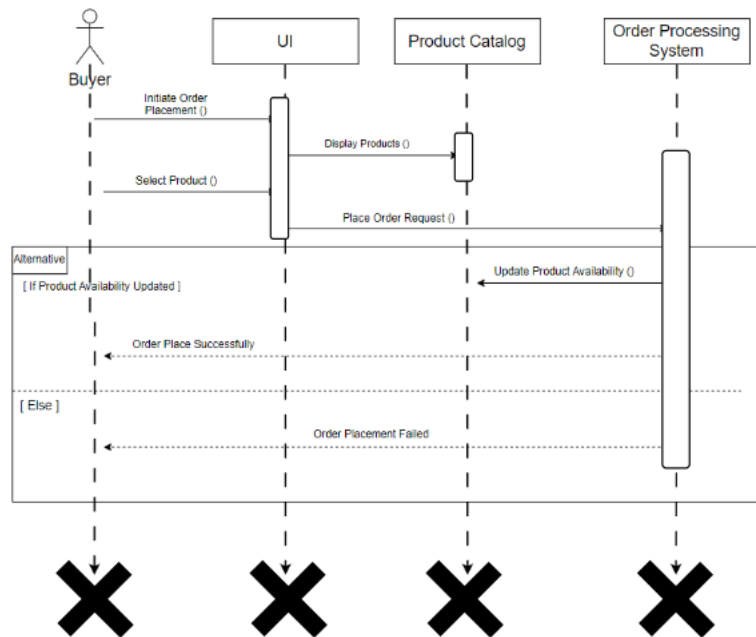 UI
Product Catalog
Order Processing
System
Buyer
Initiate Order
Placement ()
Display Products ()
Select Product ()
Place Order Request ()
Alternative
[ If Product Availability Updated ]
Update Product Availability ()
Order Place Successfully
[ Else ]
Order Placement Failed